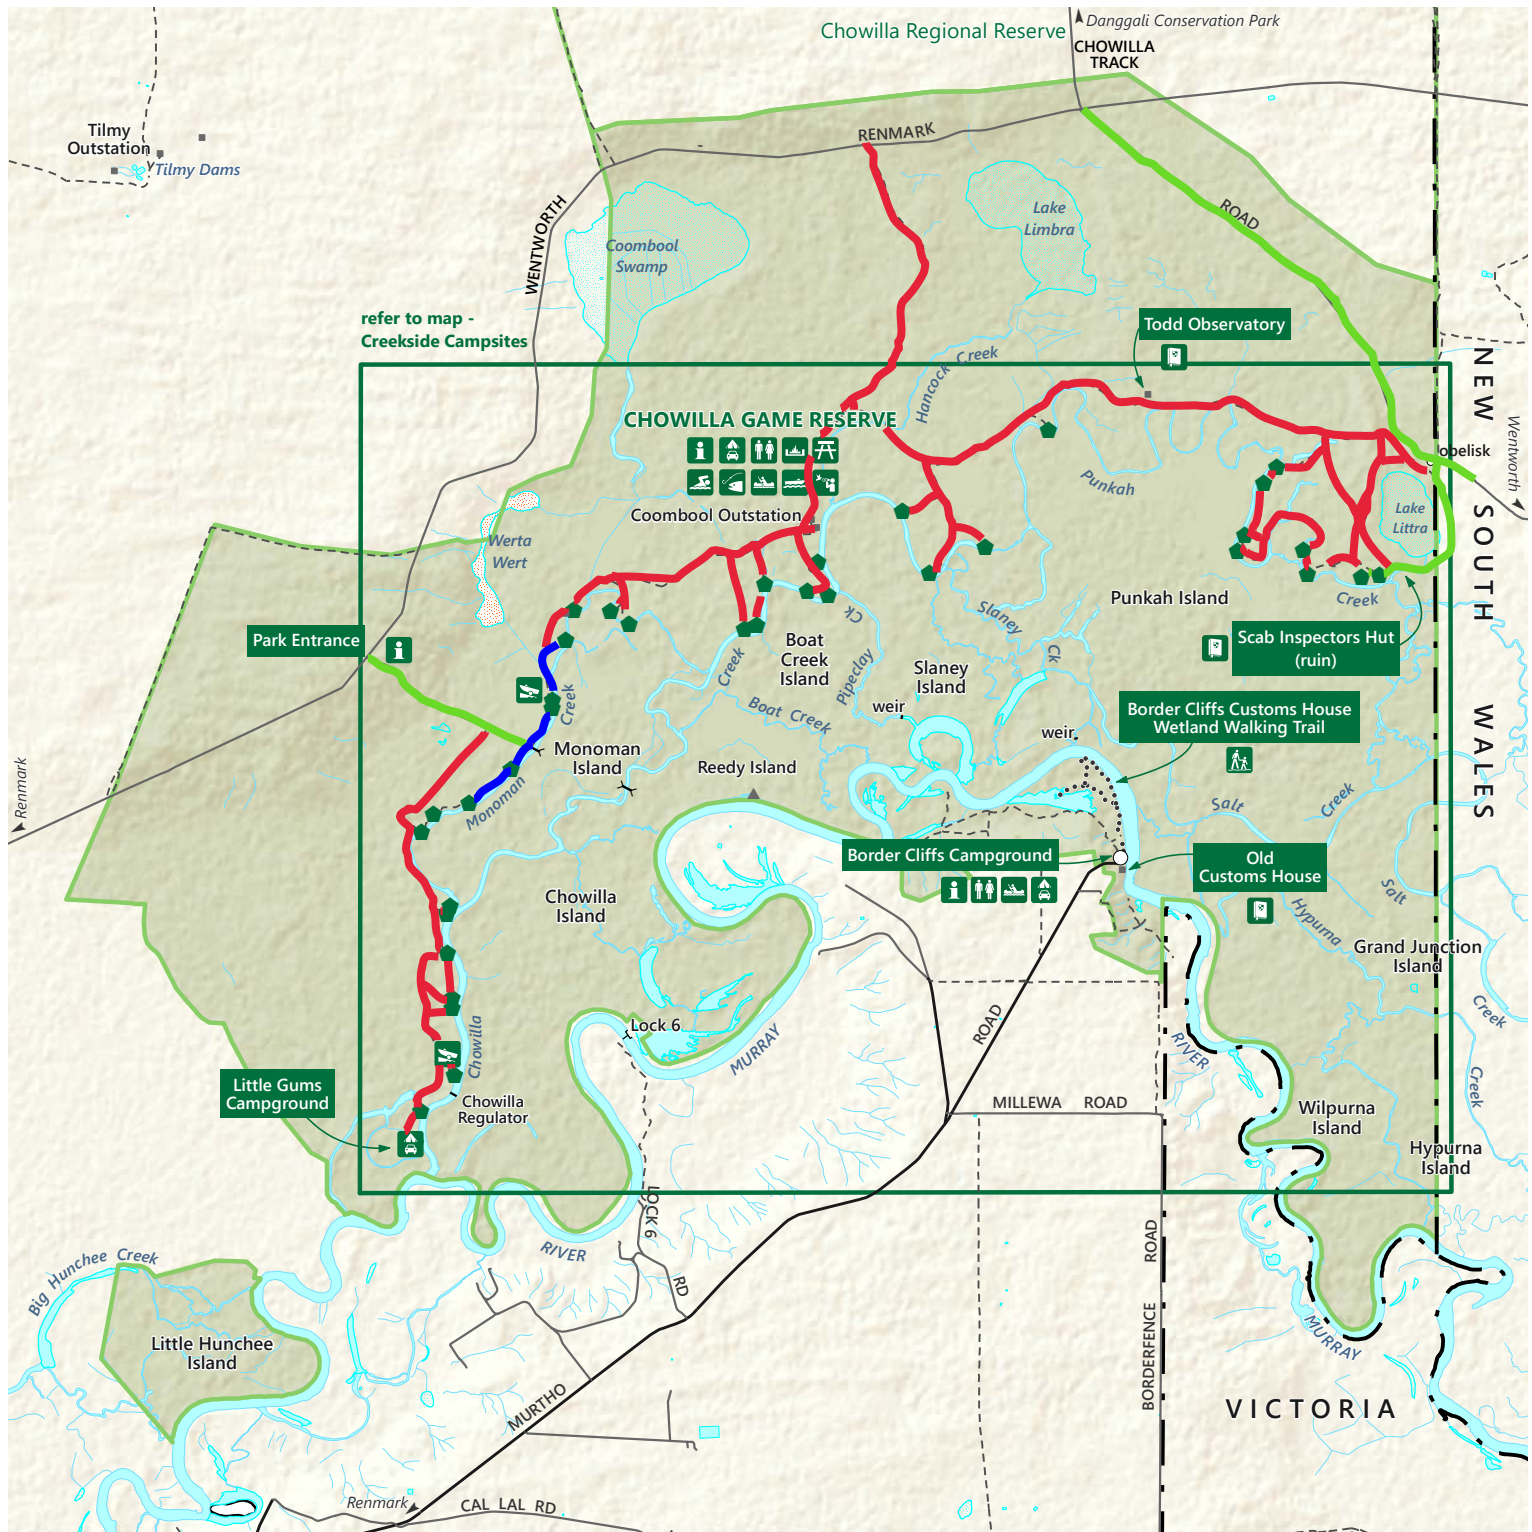 Chowilla Regional Reserve
Danggali Conservation Park
CHOWILLA
TRACK
Tilmy
Outstation
Tilmy Dams
RENMARK
ROAD
WENTWORTH
Coombool
Swamp
Lake
Limbra
refer to map -
Creekside Campsites
Todd Observatory
Hancock Creek
NEW SOUTH WALES
CHOWILLA GAME RESERVE
obelisk
Wentworth
Punkah
Coombool Outstation
Lake
Littra
Werta
Wert
Punkah Island
Creek
Slaney
Ck
Ck
Park Entrance
Boat
Creek
Island
Creek
Pipeclay
Slaney
Island
Scab Inspectors Hut
(ruin)
Creek
Boat Creek
weir
weir
Border Cliffs Customs House
Wetland Walking Trail
Monoman
Island
Reedy Island
Monoman
Renmark
Salt
Creek
Border Cliffs Campground
Old
Customs House
Chowilla
Island
Salt
Hypurna
Grand Junction
Island
Creek
Lock 6
MURRAY
ROAD
RIVER
Chowilla
Creek
Little Gums
Campground
Chowilla
Regulator
MILLEWA ROAD
Wilpurna
Island
Hypurna
Island
LOCK 6
RD
RIVER
BORDERFENCE ROAD
Big Hunchee Creek
Little Hunchee
Island
MURRAY
MURTHO
VICTORIA
Renmark
CAL LAL RD